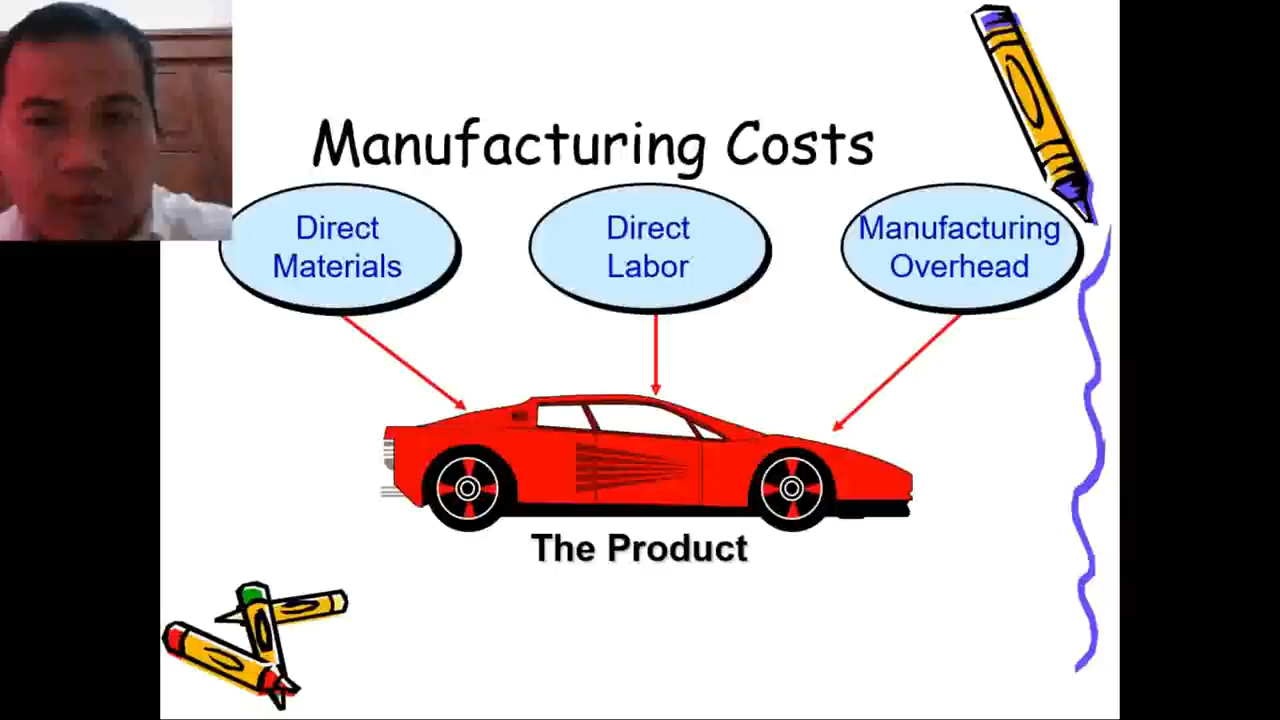 Manufacturing Costs
Direct
Materials
Direct
Labor
Manufacturing
Overhead
The Product